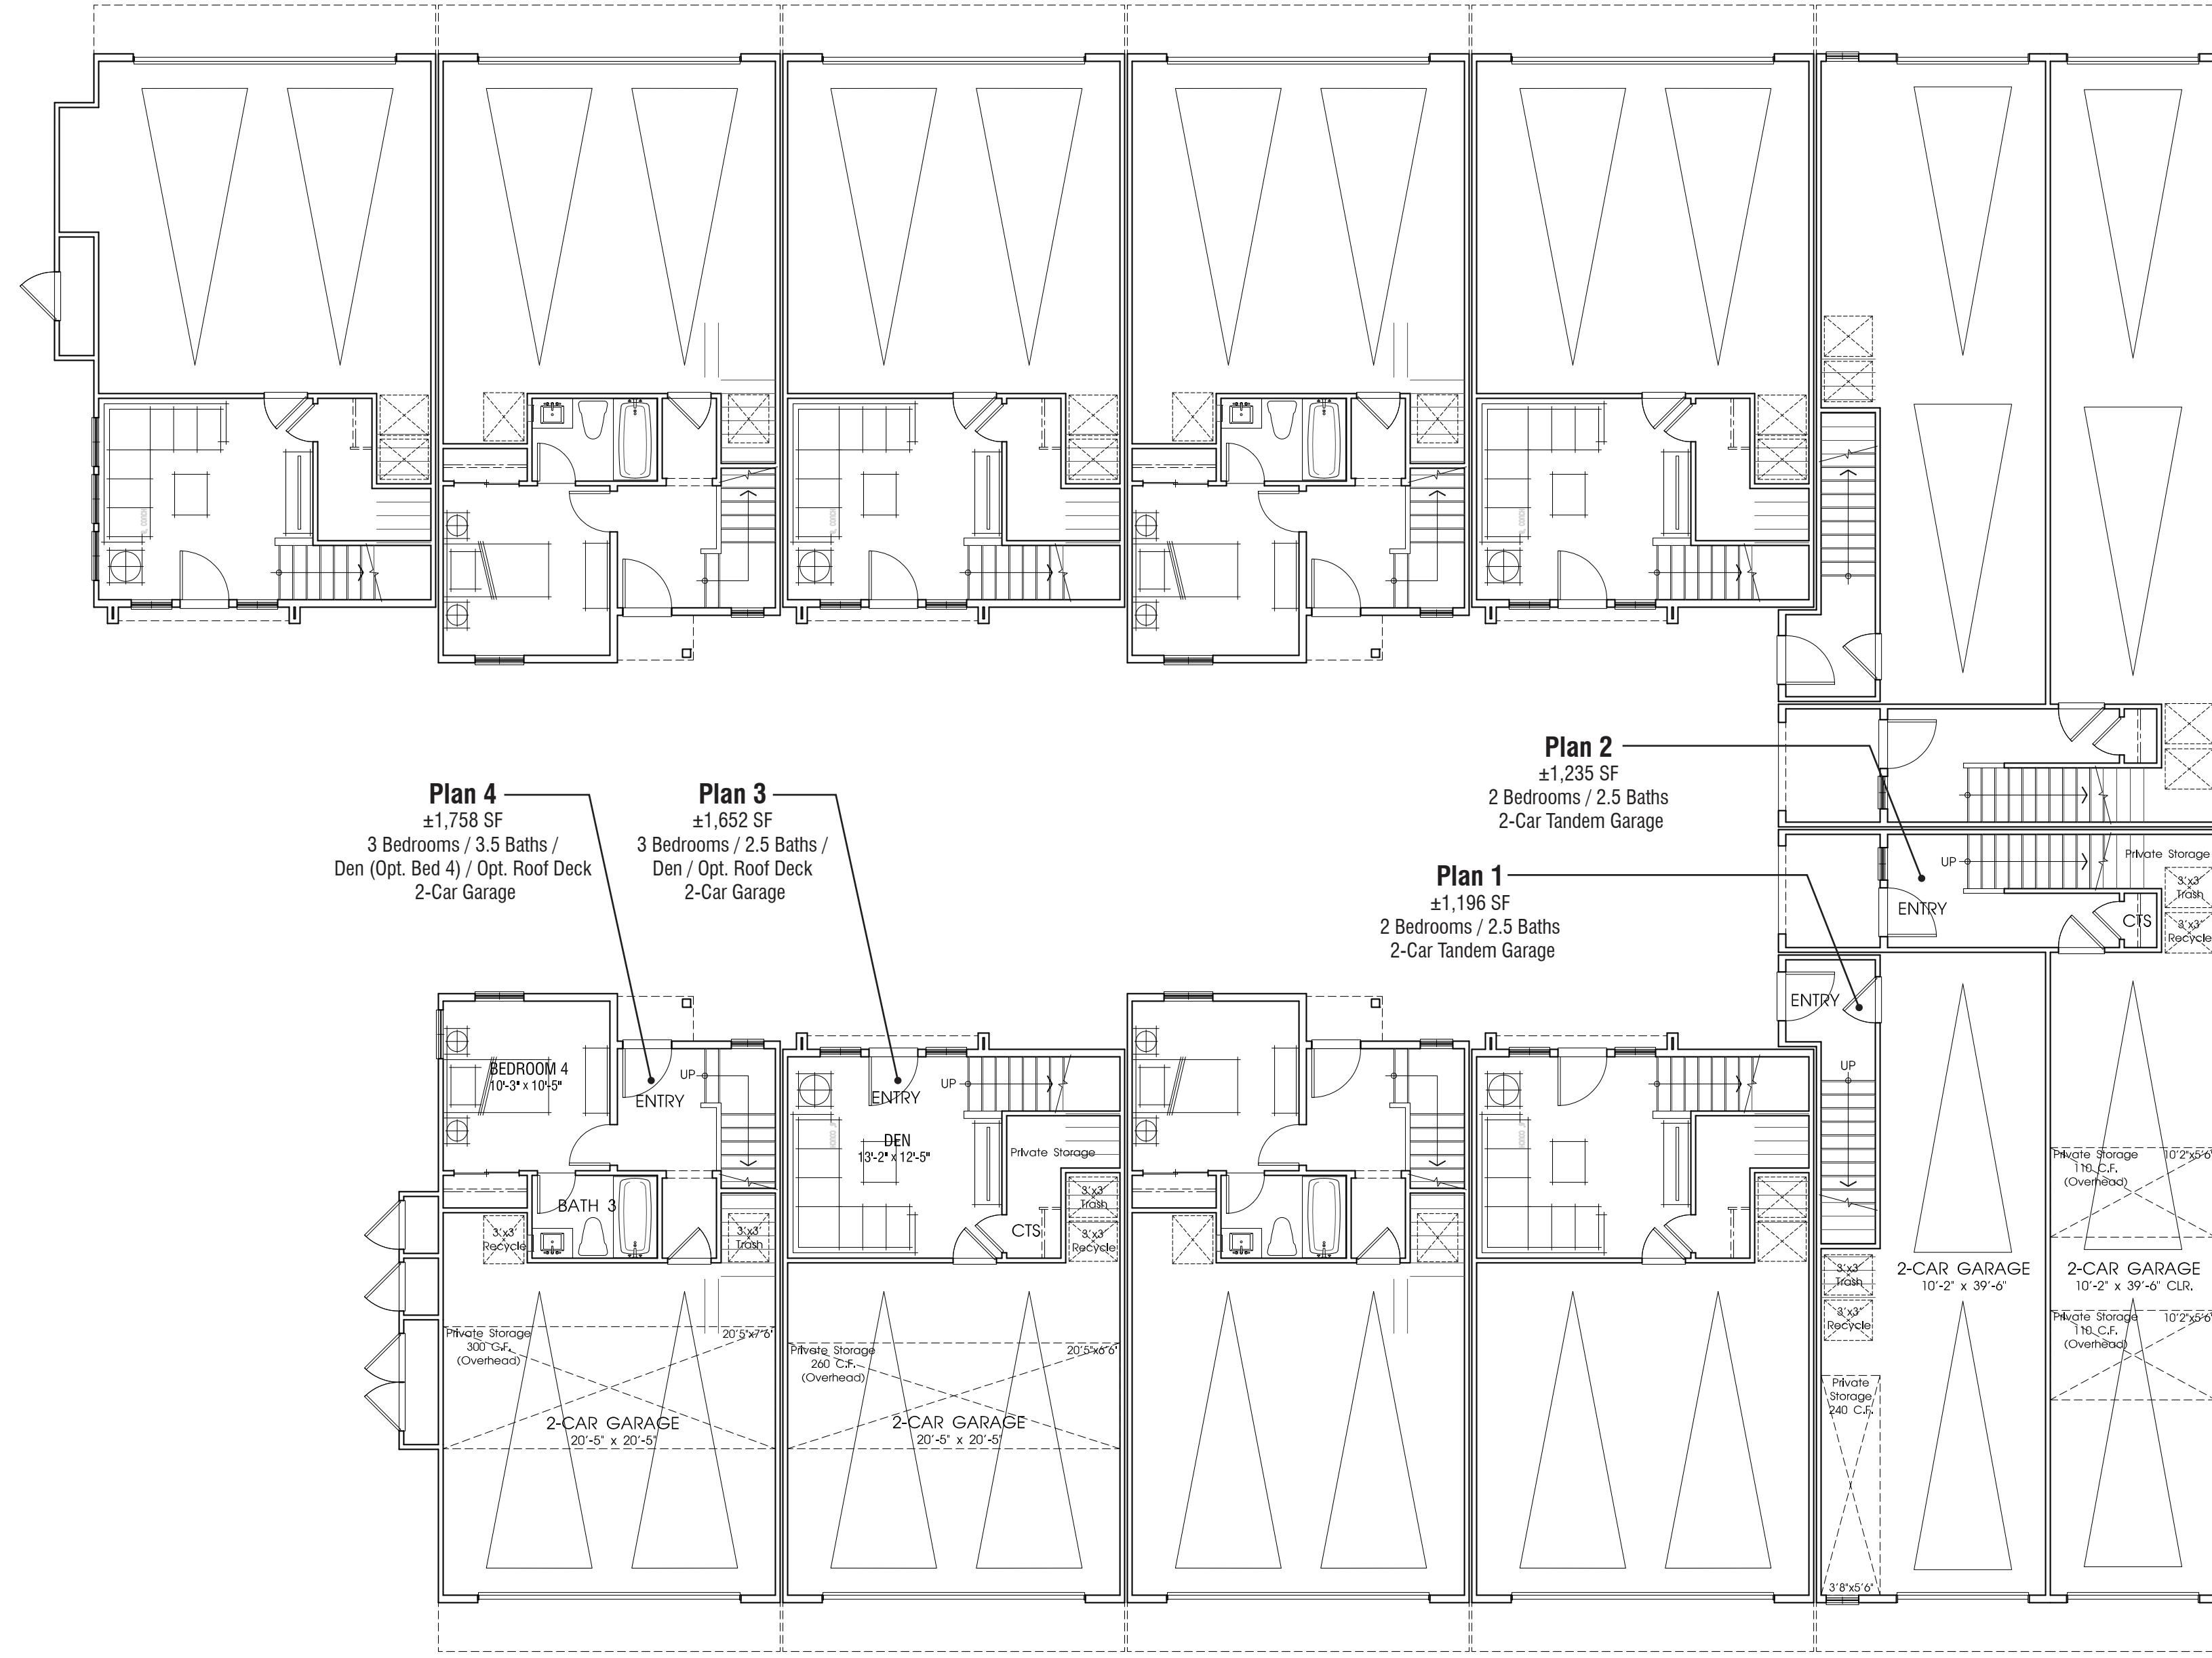 Plan 2
±1,235 SF
2 Bedrooms / 2.5 Baths
2-Car Tandem Garage
Plan 4
±1,758 SF
3 Bedrooms / 3.5 Baths /
Den (Opt. Bed 4) / Opt. Roof Deck
2-Car Garage
Plan 3
±1,652 SF
3 Bedrooms / 2.5 Baths /
Den / Opt. Roof Deck
2-Car Garage
Plan 1
±1,196 SF
2 Bedrooms / 2.5 Baths
2-Car Tandem Garage
UP
Private Storage
3'x3'
Trash
ENTRY
CTS
3'x3'
Recycle
ENTRY
UP
BEDROOM 4
10'-3" x 10'-5"
UP
ENTRY
BATH 3
3'x3'
Recycle
3'x3'
Trash
UP
ENTRY
DEN
13'-2" x 12'-5"
Private Storage
3'x3'
Trash
CTS
3'x3'
Recycle
Private Storage
110 C.F.
(Overhead)
10'2"x5'6"
2-CAR GARAGE
10'-2" x 39'-6"
2-CAR GARAGE
10'-2" x 39'-6" CLR.
3'x3'
Trash
3'x3'
Recycle
Private Storage
110 C.F.
(Overhead)
10'2"x5'6"
Private Storage
300 C.F.
(Overhead)
20'5"x7'6"
Private Storage
260 C.F.
(Overhead)
20'5"x6'6"
2-CAR GARAGE
20'-5" x 20'-5"
2-CAR GARAGE
20'-5" x 20'-5"
Private
Storage
240 C.F.
3'8"x5'6"